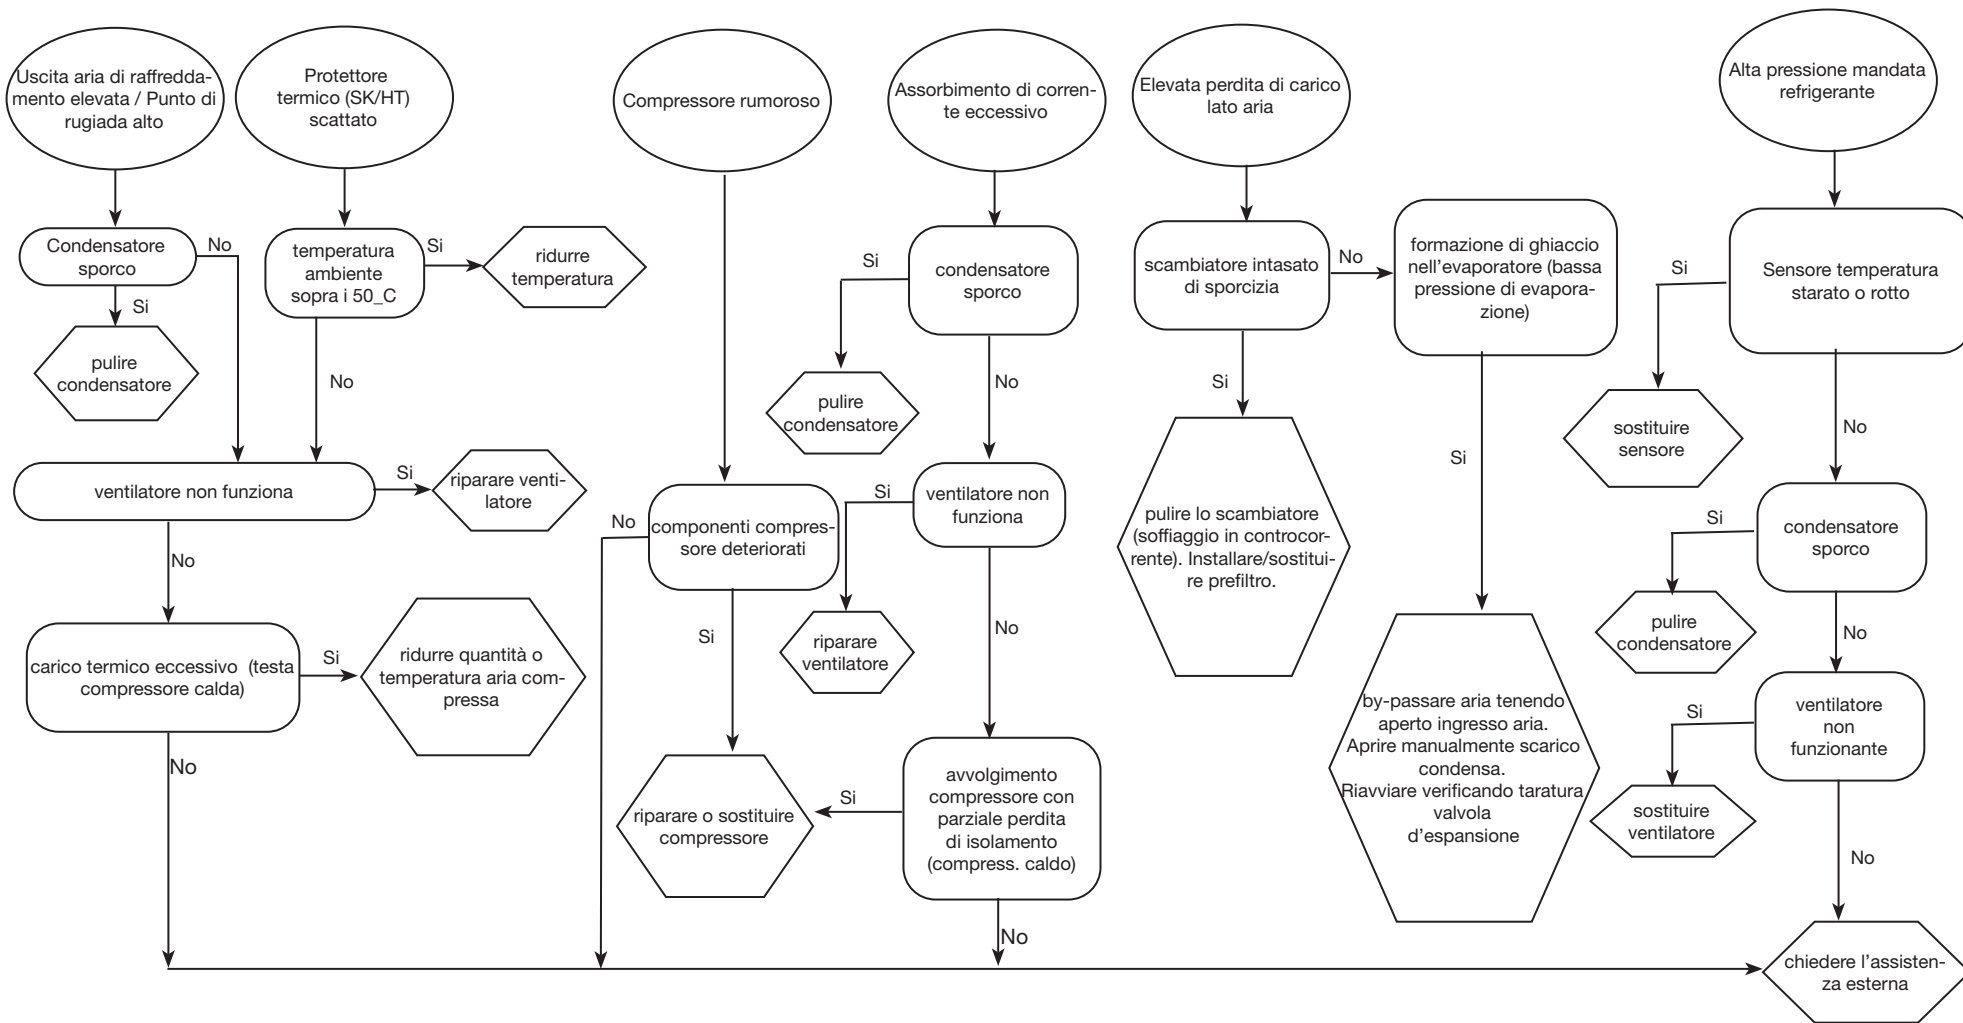 Uscita aria di raffredda-
mento elevata / Punto di
rugiada alto
Condensatore
sporco
No
Si
pulire
condensatore
Protettore
termico (SK/HT)
scattato
temperatura
ambiente
sopra i 50_C
Si
ridurre
temperatura
No
ventilatore non funziona
Si
riparare venti-
latore
No
carico termico eccessivo (testa
compressore calda)
Si
ridurre quantità o
temperatura aria com-
pressa
No
Compressore rumoroso
componenti compres-
sore deteriorati
No
Si
riparare o sostituire
compressore
Assorbimento di corren-
te eccessivo
condensatore
sporco
Si
pulire
condensatore
No
ventilatore non
funziona
Si
riparare
ventilatore
No
avvolgimento
compressore con
parziale perdita
di isolamento
(compress. caldo)
Si
No
Elevata perdita di carico
lato aria
scambiatore intasato
di sporcizia
No
Si
pulire lo scambiatore
(soffiaggio in controcor-
rente). Installare/sostitui-
re prefiltro.
formazione di ghiaccio
nell'evaporatore (bassa
pressione di evapora-
zione)
Si
by-passare aria tenendo
aperto ingresso aria.
Aprire manualmente scarico
condensa.
Riavviare verificando taratura
valvola
d'espansione
Alta pressione mandata
refrigerante
Sensore temperatura
starato o rotto
Si
sostituire
sensore
No
condensatore
sporco
Si
pulire
condensatore
No
ventilatore
non
funzionante
Si
sostituire
ventilatore
No
chiedere l'assisten-
za esterna